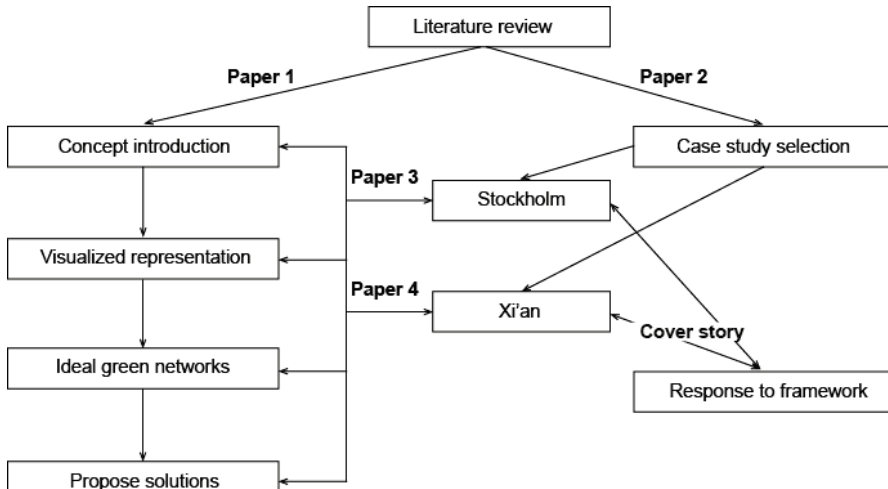 Literature review
Paper 1
Paper 2
Concept introduction
Case study selection
Paper 3
Stockholm
Visualized representation
Paper 4
Xi'an
Cover story
Ideal green networks
Response to framework
Propose solutions